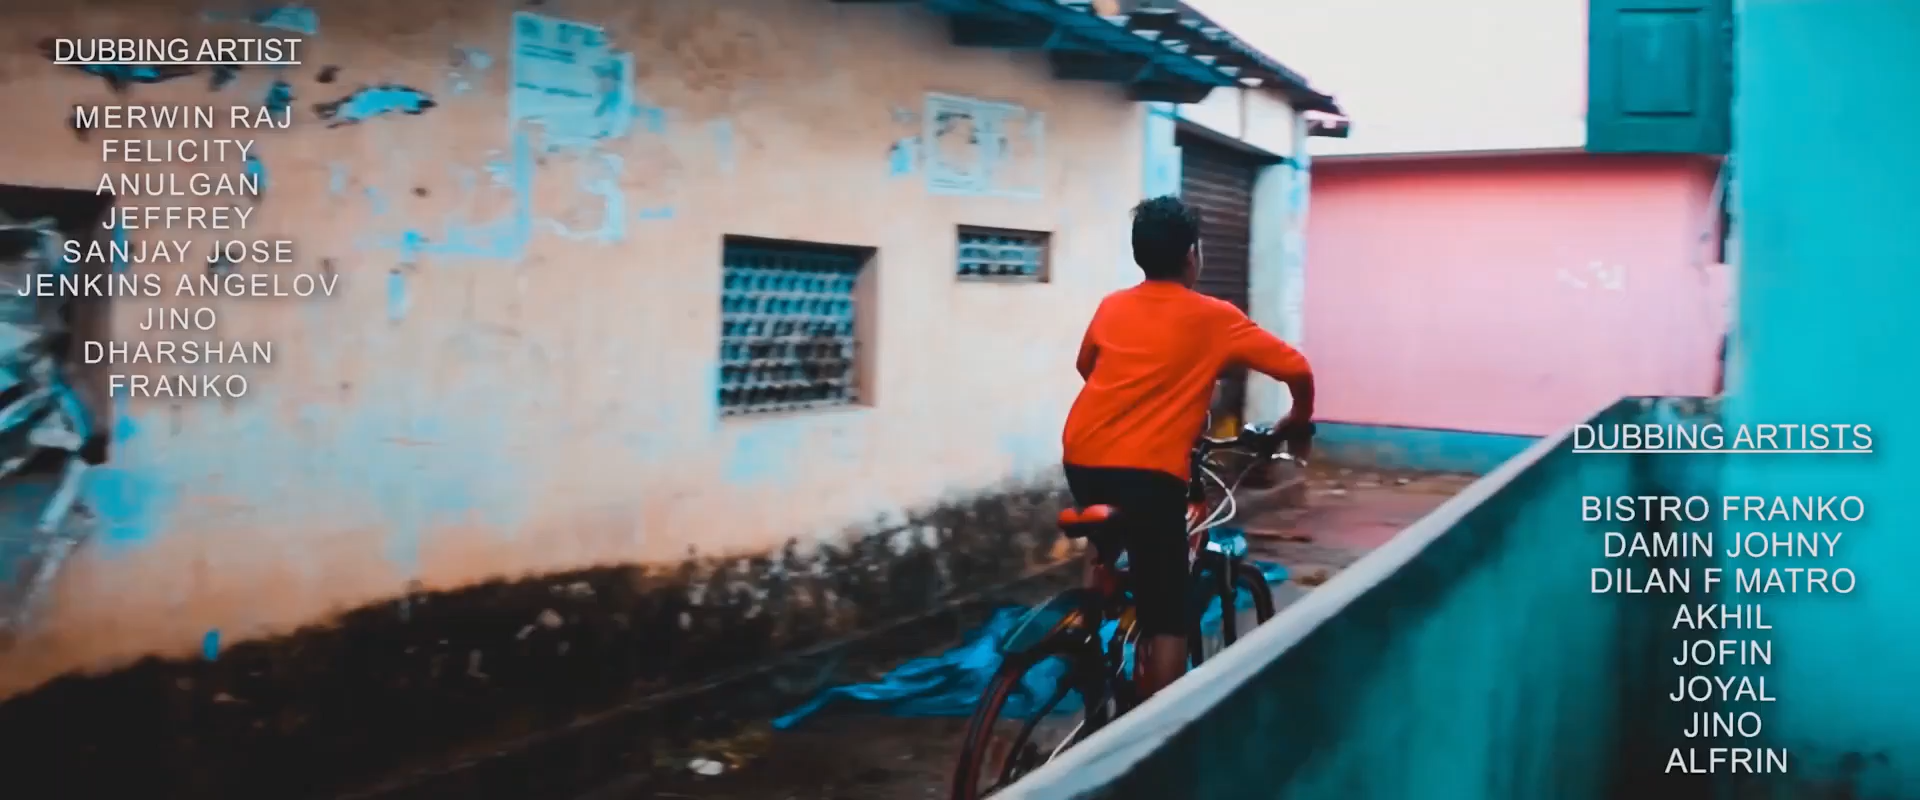 DUBBING ARTIST
MERWIN RAJ
FELICITY
ANULGAN
JEFFREY
SANJAY JOSE
JENKINS ANGELOV
JINO
DHARSHAN
FRANKO
DUBBING ARTISTS
BISTRO FRANKO
DAMIN JOHNY
DILAN F MATRO
AKHIL
JOFIN
JOYAL
JINO
ALFRIN